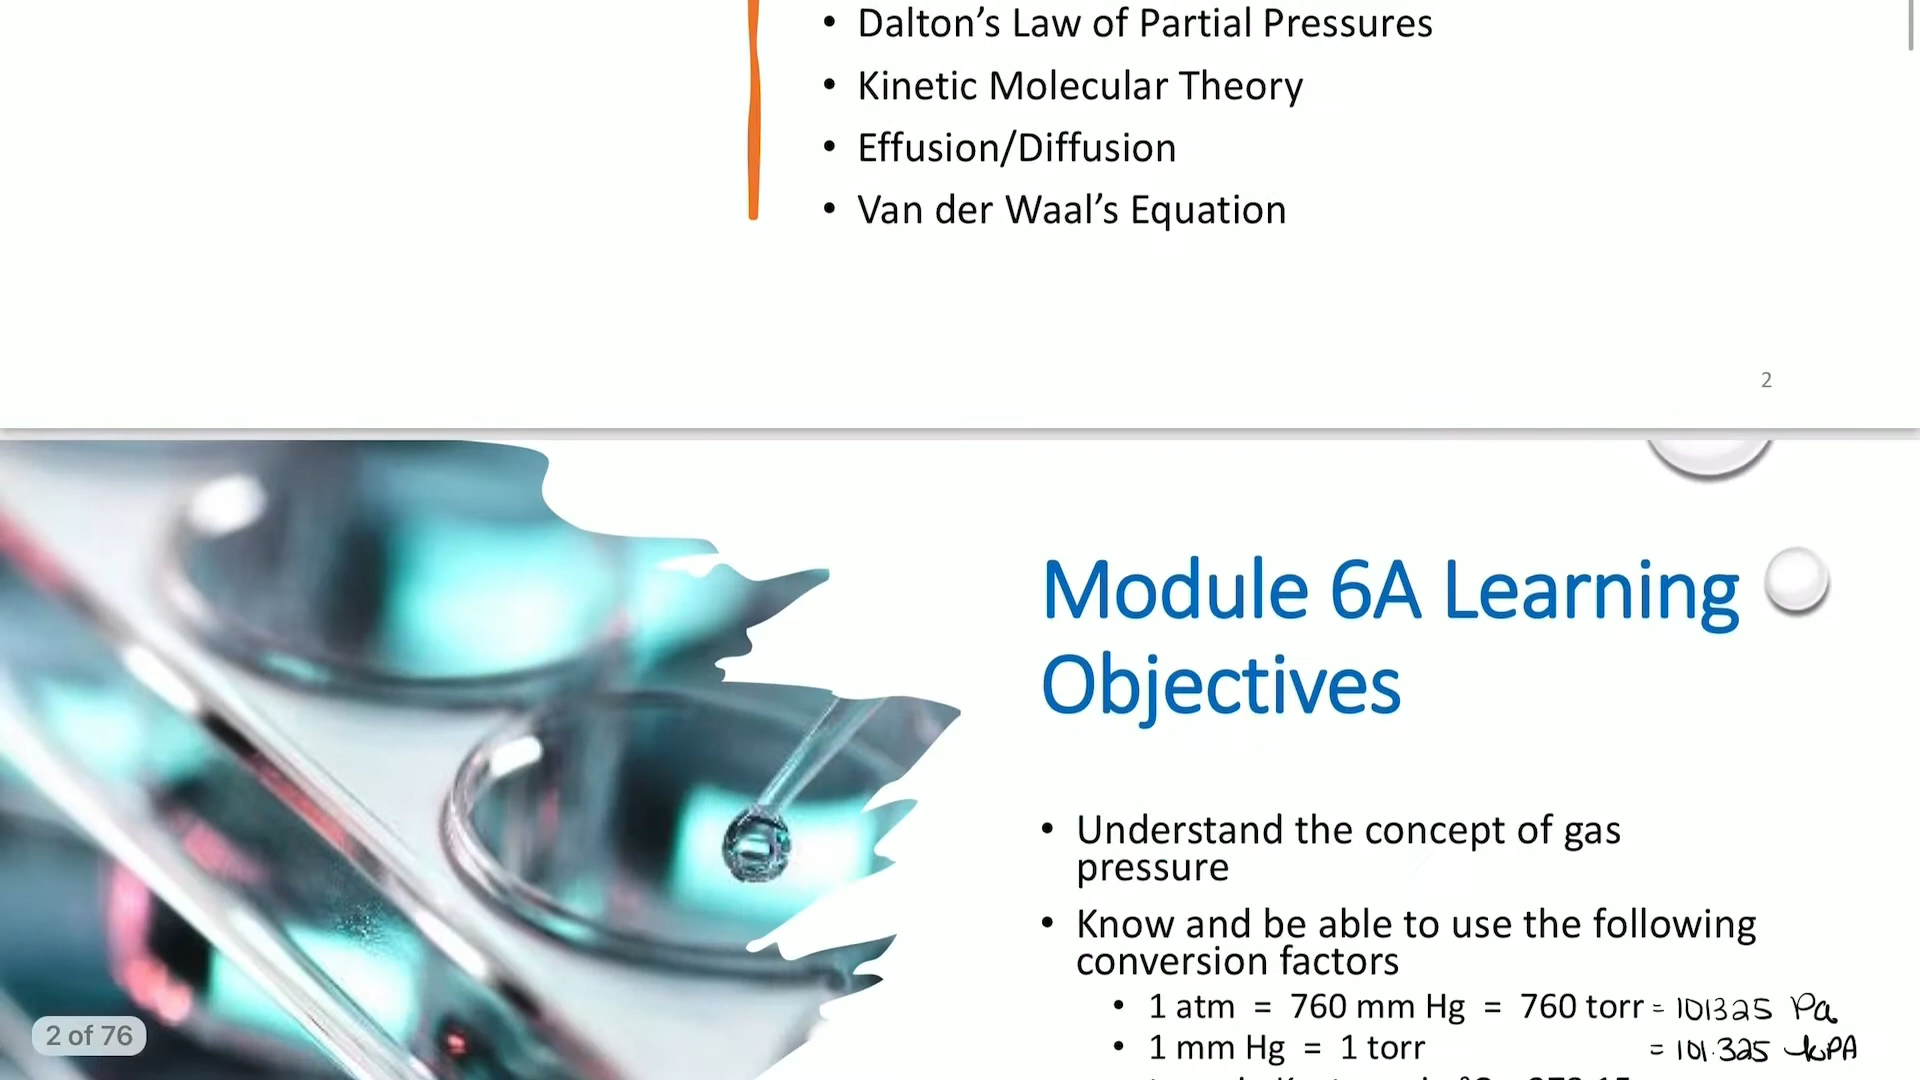 • Dalton’s Law of Partial Pressures
• Kinetic Molecular Theory
• Effusion/Diffusion
• Van der Waal’s Equation
2
Module 6A Learning
Objectives
• Understand the concept of gas
pressure
• Know and be able to use the following
conversion factors
• 1 atm = 760 mm Hg = 760 torr = 101325 Pa
• 1 mm Hg = 1 torr = 101.325 kPA
2 of 76